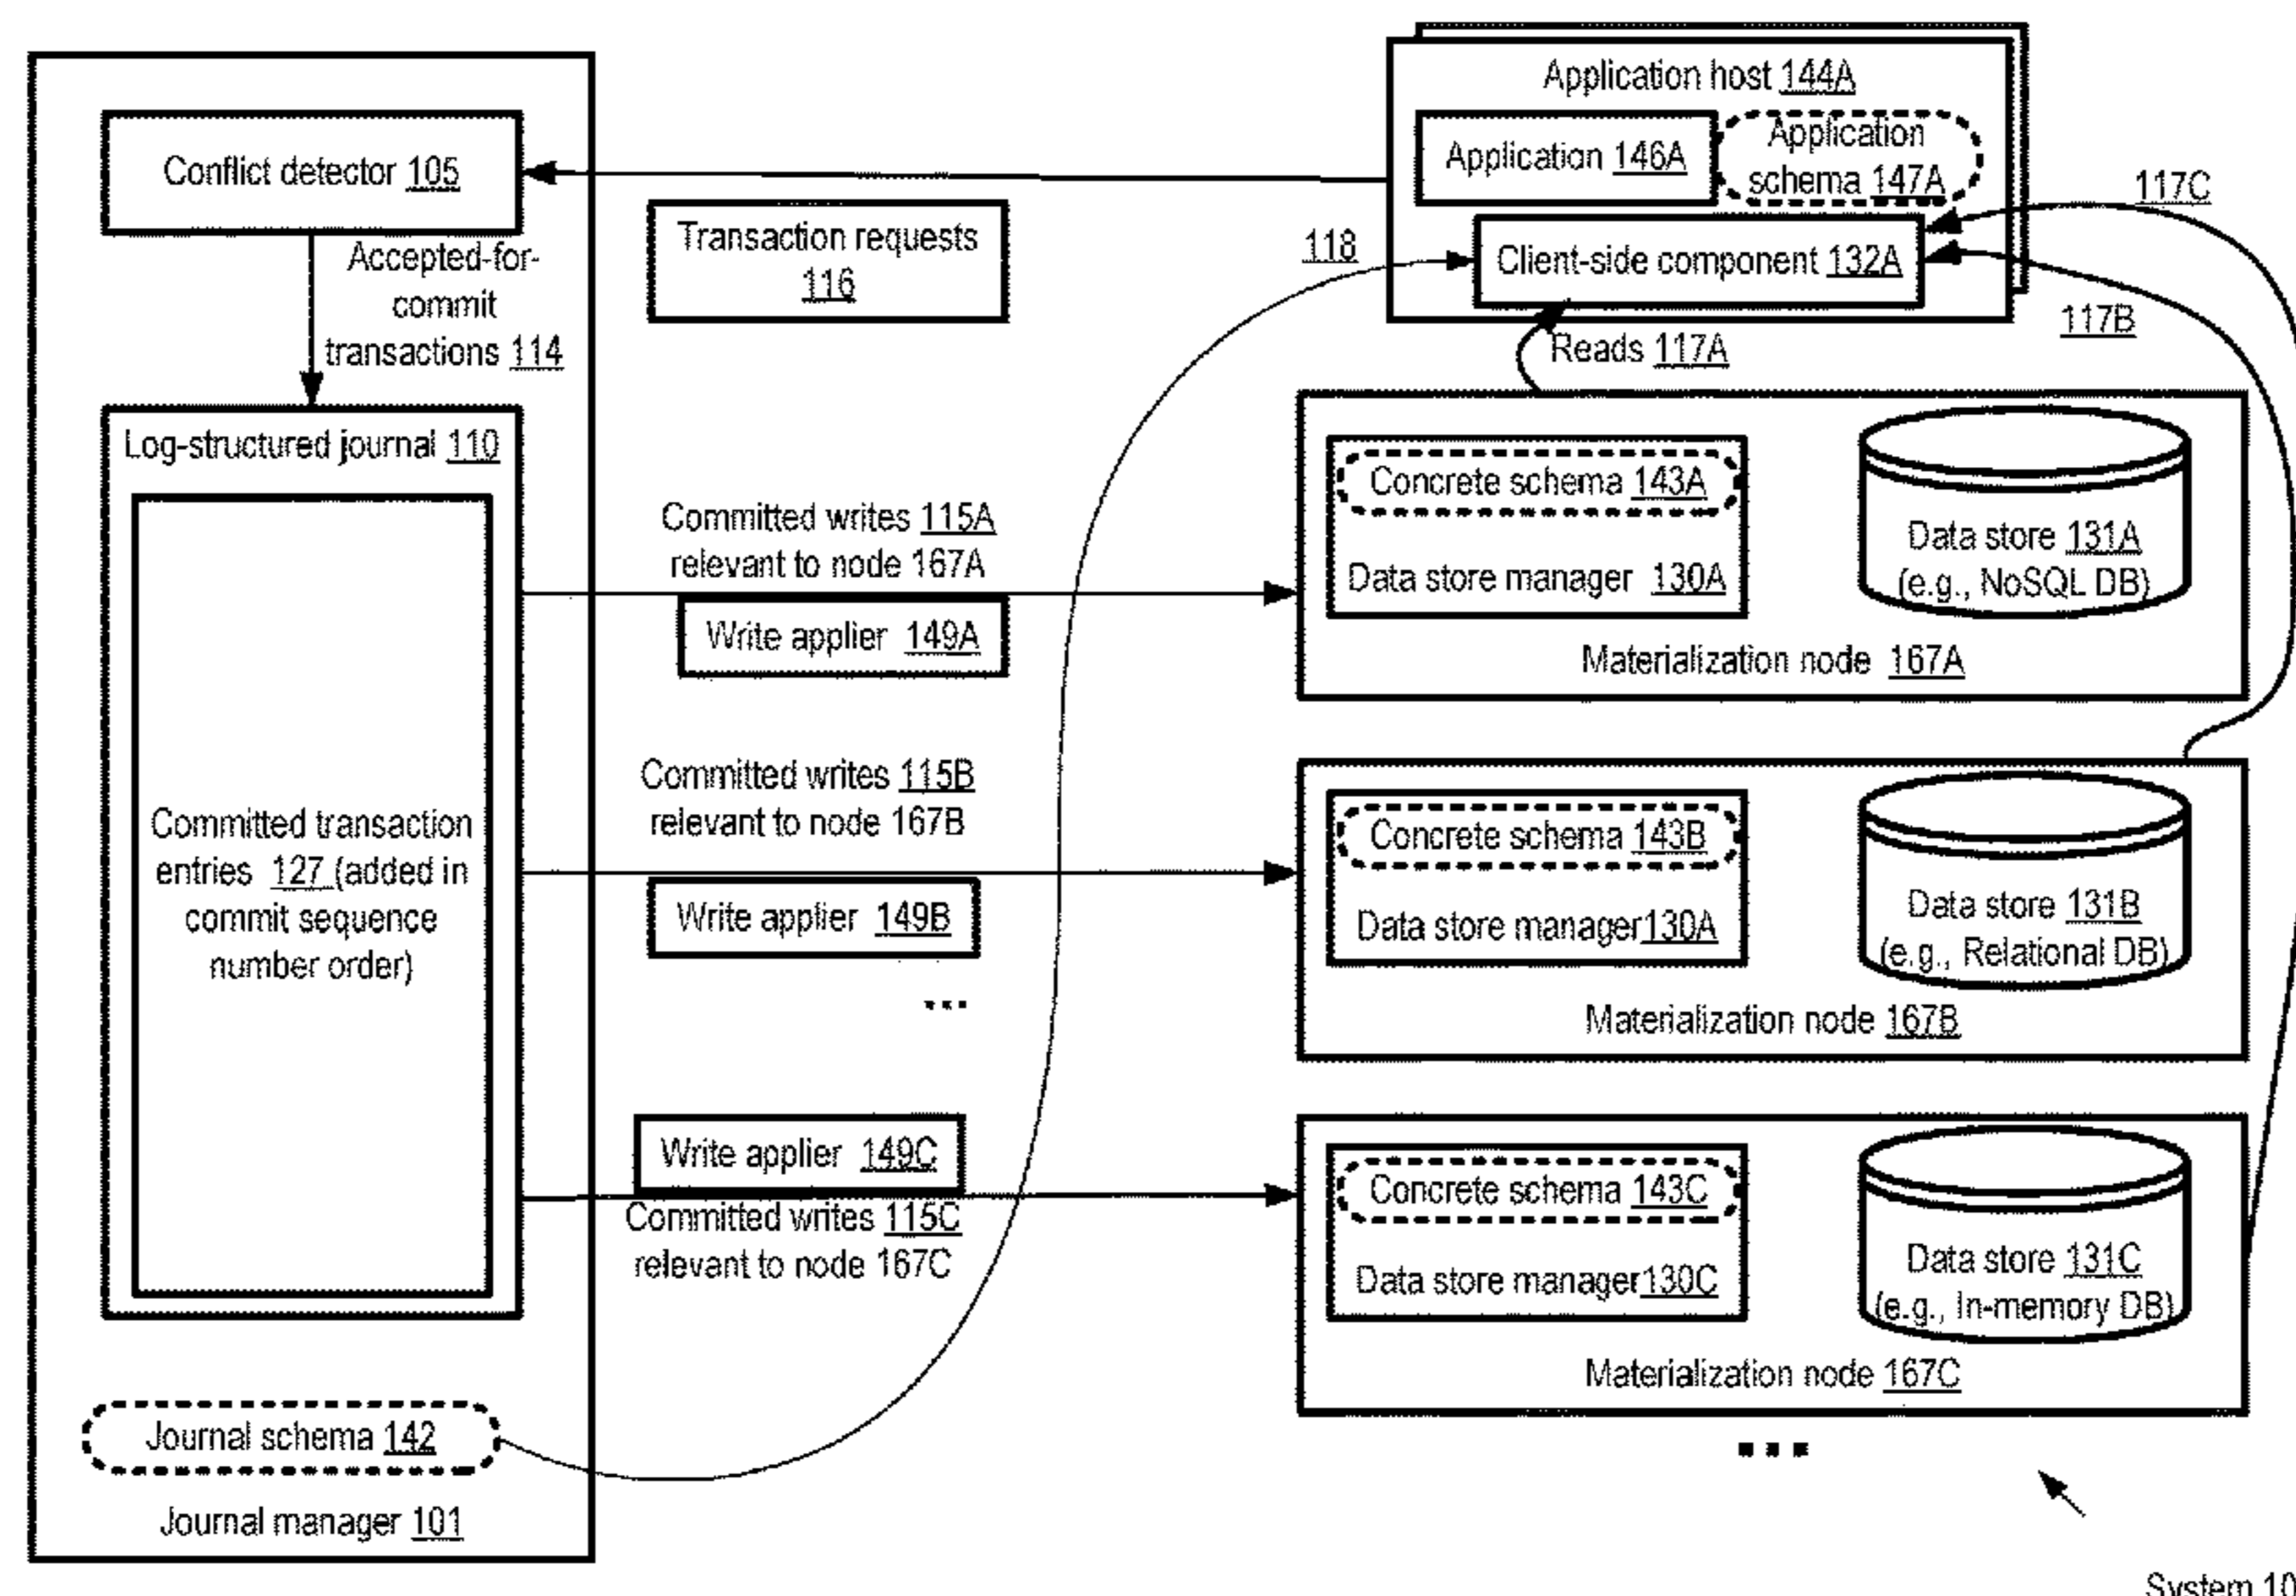 Application host 144A
Application 146A
Application
schema 147A
Client-side component 132A
Conflict detector 105
Accepted-for-
commit
transactions 114
Transaction requests
116
118
117C
117B
Reads 117A
Log-structured journal 110
Committed transaction
entries 127 (added in
commit sequence
number order)
Committed writes 115A
relevant to node 167A
Write applier 149A
Concrete schema 143A
Data store manager 130A
Data store 131A
(e.g., NoSQL DB)
Materialization node 167A
Committed writes 115B
relevant to node 167B
Write applier 149B
...
Concrete schema 143B
Data store manager130A
Data store 131B
(e.g., Relational DB)
Materialization node 167B
Write applier 149C
Committed writes 115C
relevant to node 167C
Concrete schema 143C
Data store manager130C
Data store 131C
(e.g., In-memory DB)
Materialization node 167C
...
Journal schema 142
Journal manager 101
System